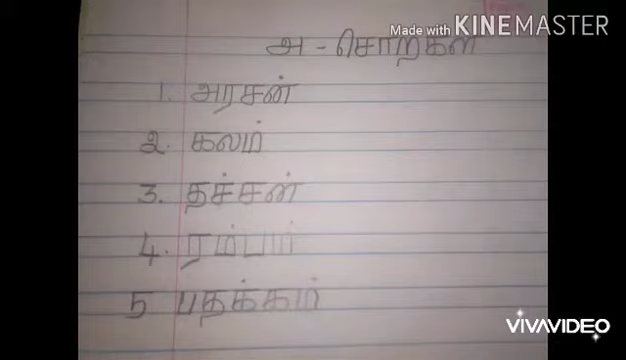 Made with KINEMASTER
அ - சொற்கள்
1. அரசன்
2. கலம்
3. தச்சன்
4. ரம்பம்
5 பதக்கம்
VIVAVIDEO